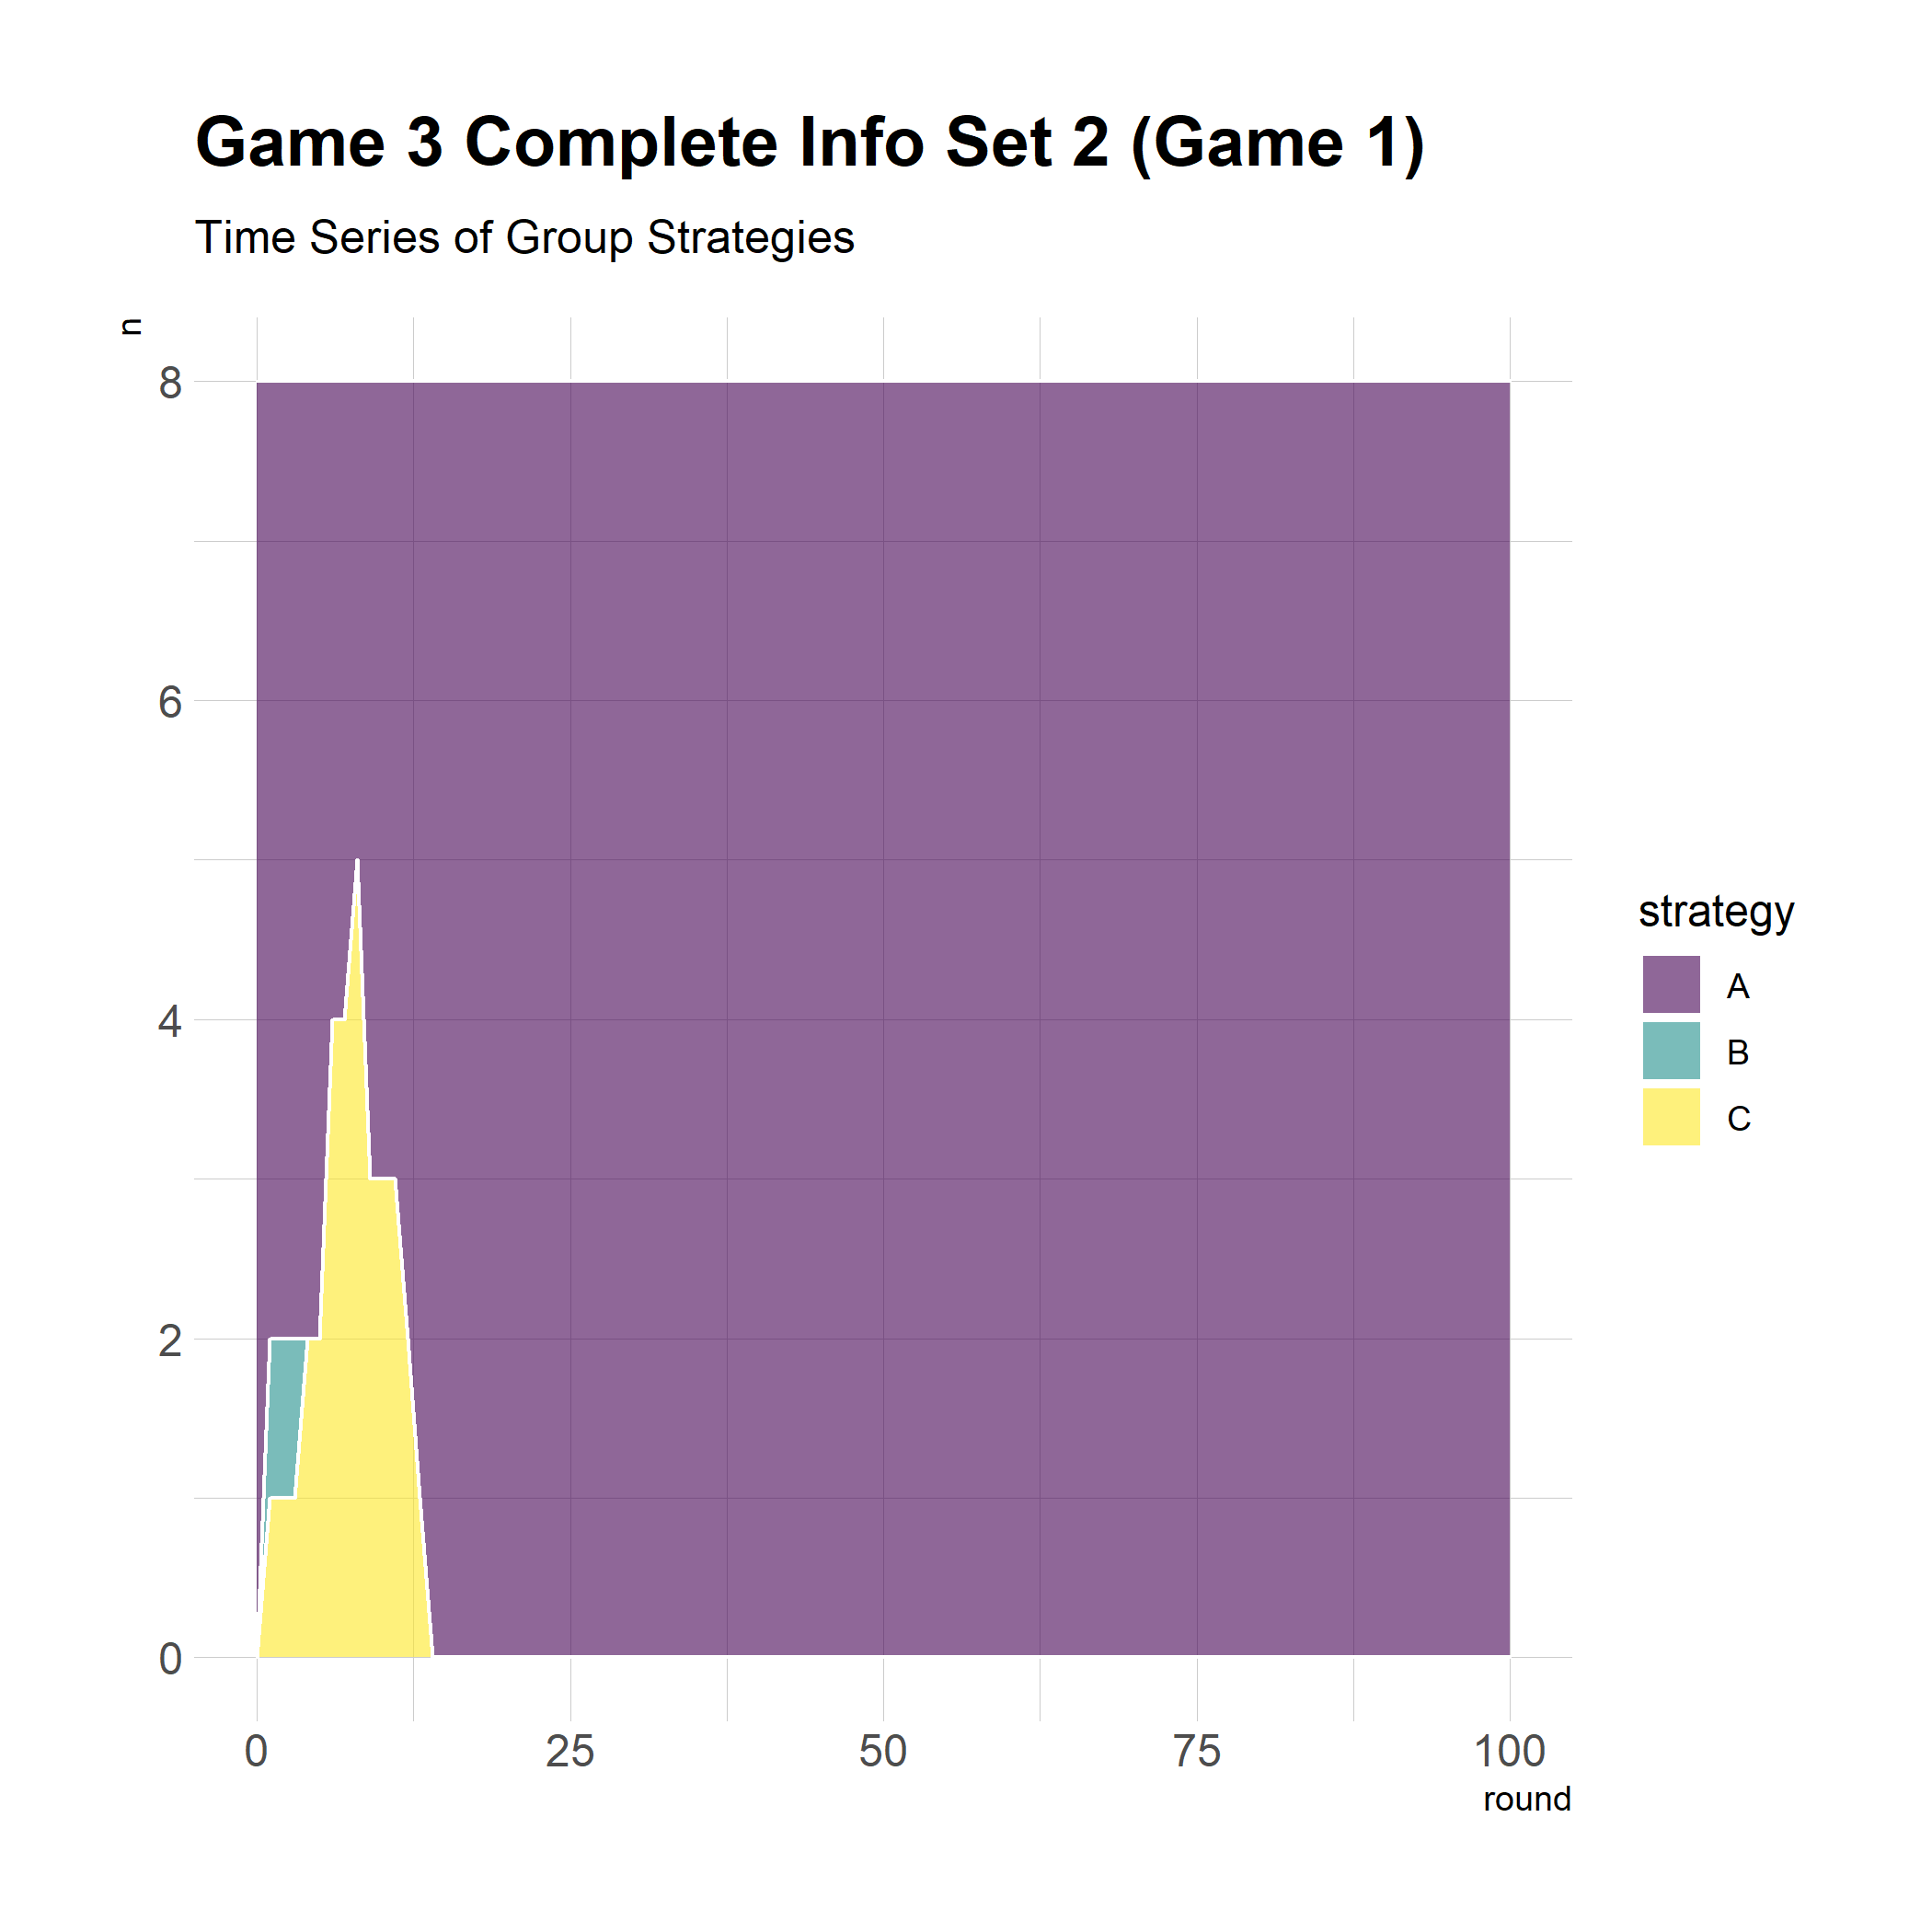 Game 3 Complete Info Set 2 (Game 1)
Time Series of Group Strategies
n
8
6
4
2
0
0 25 50 75 100
round
strategy
A
B
C